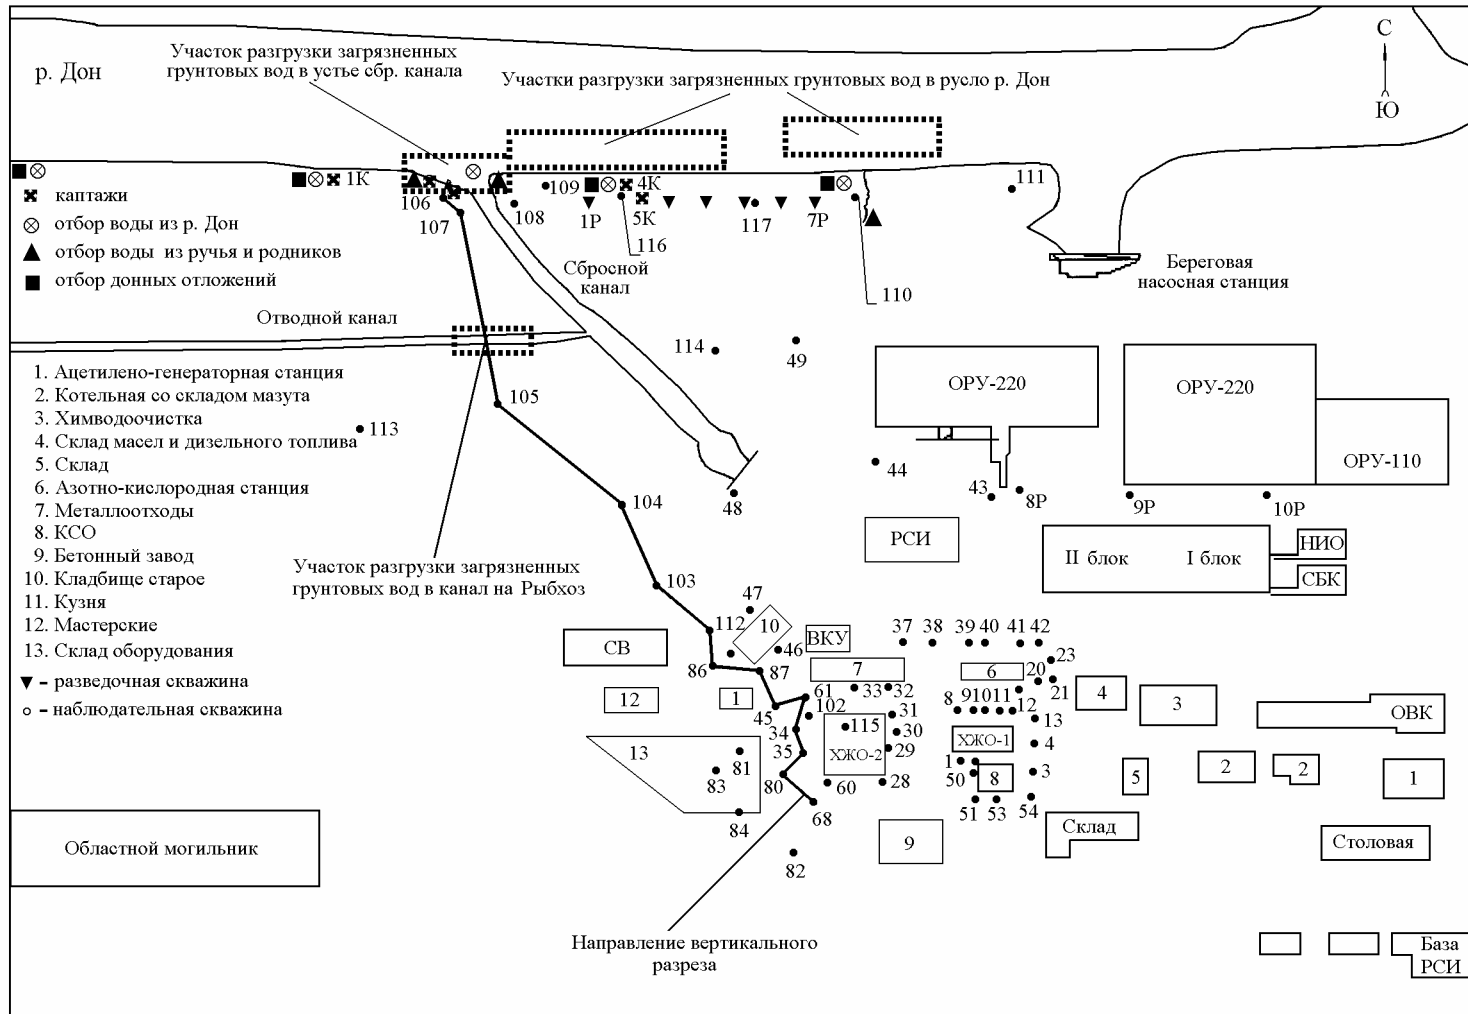 С
Ю
р. Дон
Участок разгрузки загрязненных
грунтовых вод в устье сбр. канала
Участки разгрузки загрязненных грунтовых вод в русло р. Дон
1К
106
107
108
109
4К
5К
1Р
116
117
7Р
110
111
каптажи
отбор воды из р. Дон
отбор воды из ручья и родников
отбор донных отложений
Сбросной
канал
Береговая
насосная станция
Отводной канал
114
49
1. Ацетилено-генераторная станция
2. Котельная со складом мазута
3. Химводоочистка
4. Склад масел и дизельного топлива
5. Склад
6. Азотно-кислородная станция
7. Металлоотходы
8. КСО
9. Бетонный завод
10. Кладбище старое
11. Кузня
12. Мастерские
13. Склад оборудования
- разведочная скважина
- наблюдательная скважина
113
105
104
103
48
44
43
8Р
9Р
10Р
ОРУ-220
ОРУ-220
ОРУ-110
РСИ
II блок
I блок
НИО
СБК
Участок разгрузки загрязненных
грунтовых вод в канал на Рыбхоз
47
112
10
46
ВКУ
37
38
39
40
41
42
СВ
86
87
7
6
23
20
21
4
3
12
1
45
61
102
33
32
31
30
29
8
9
10
11
12
13
4
3
ОВК
34
35
115
ХЖО-2
ХЖО-1
13
81
83
80
84
68
60
28
1
50
8
51
53
54
5
2
2
1
82
9
Склад
Столовая
Областной могильник
Направление вертикального
разреза
База
РСИ